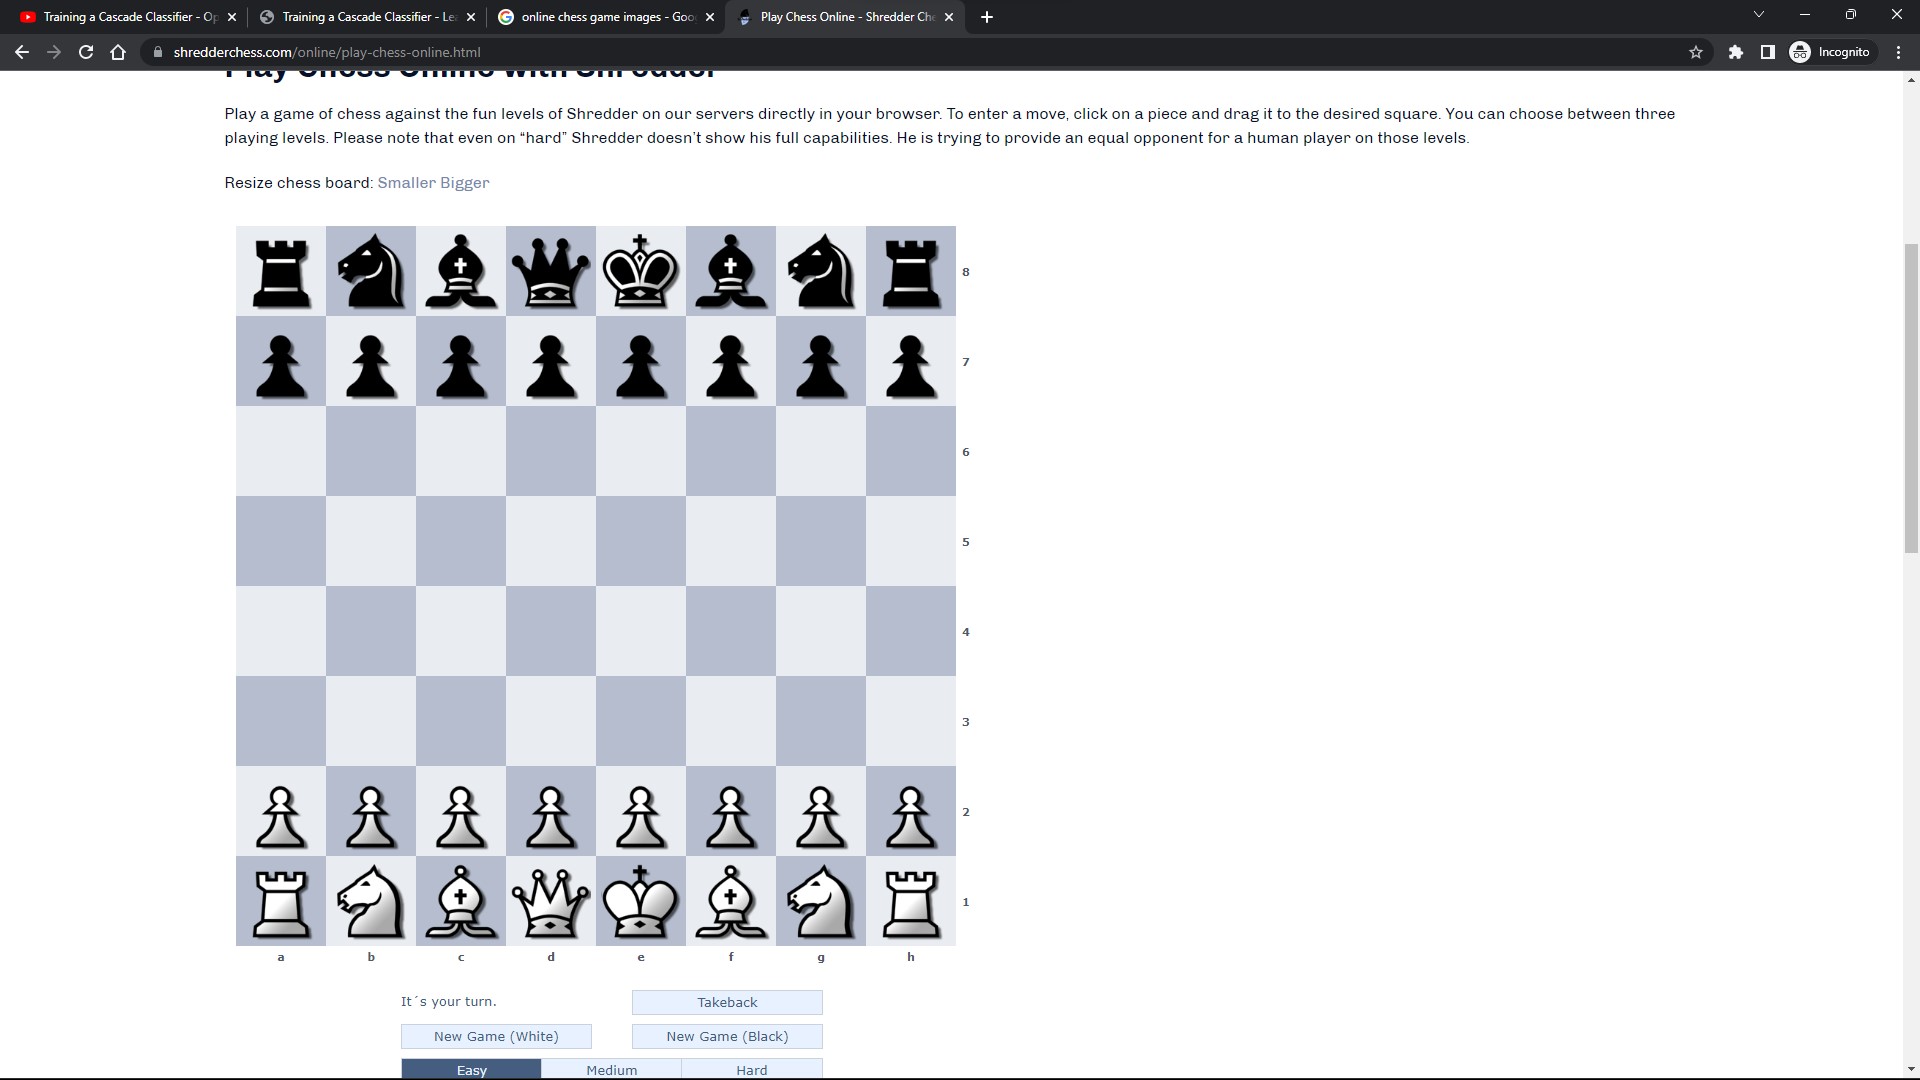 Training a Cascade Classifier - Op
Training a Cascade Classifier - Le
online chess game images - Goo
Play Chess Online - Shredder Che
shredderchess.com/online/play-chess-online.html
Incognito
Play Chess Online with Shredder
Play a game of chess against the fun levels of Shredder on our servers directly in your browser. To enter a move, click on a piece and drag it to the desired square. You can choose between three
playing levels. Please note that even on “hard” Shredder doesn’t show his full capabilities. He is trying to provide an equal opponent for a human player on those levels.
Resize chess board: Smaller Bigger
8
7
6
5
4
3
2
1
a b c d e f g h
It´s your turn.
Takeback
New Game (White)
New Game (Black)
Easy
Medium
Hard